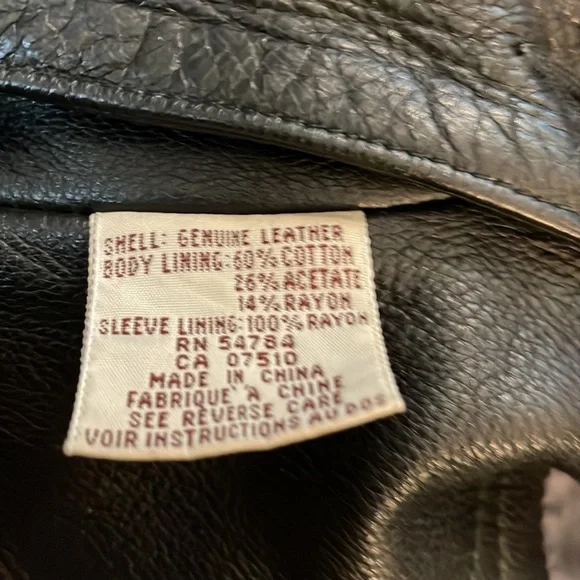 SHELL: GENUINE LEATHER
BODY LINING: 60% COTTON
26% ACETATE
14% RAYON
SLEEVE LINING: 100% RAYON
RN 54784
CA 07510
MADE IN CHINA
FABRIQUE À CHINE
SEE REVERSE CARE
VOIR INSTRUCTIONS AU DOS